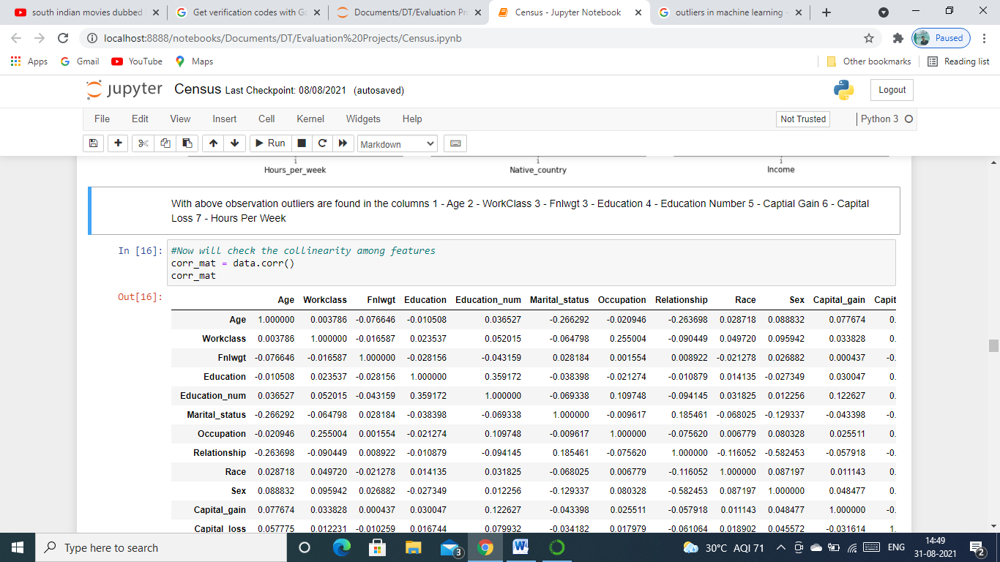 south indian movies dubbed
Get verification codes with Go
Documents/DT/Evaluation Pro
Census - Jupyter Notebook
outliers in machine learning -
localhost:8888/notebooks/Documents/DT/Evaluation%20Projects/Census.ipynb
Paused
Apps Gmail YouTube Maps Other bookmarks Reading list
jupyter Census Last Checkpoint: 08/08/2021 (autosaved) Logout
File Edit View Insert Cell Kernel Widgets Help Not Trusted Python 3
Run Markdown
Hours_per_week Native_country Income
With above observation outliers are found in the columns 1 - Age 2 - WorkClass 3 - Fnlwgt 3 - Education 4 - Education Number 5 - Captial Gain 6 - Capital
Loss 7 - Hours Per Week
In [16]: #Now will check the collinearity among features
corr_mat = data.corr()
corr_mat
Out[16]:
Age Workclass Fnlwgt Education Education_num Marital_status Occupation Relationship Race Sex Capital_gain Capit
Age 1.000000 0.003786 -0.076646 -0.010508 0.036527 -0.266292 -0.020946 -0.263698 0.028718 0.088832 0.077674 0.
Workclass 0.003786 1.000000 -0.016587 0.023537 0.052015 -0.064798 0.255004 -0.090449 0.049720 0.095942 0.033828 0.
Fnlwgt -0.076646 -0.016587 1.000000 -0.028156 -0.043159 0.028184 0.001554 0.008922 -0.021278 0.026882 0.000437 -0.
Education -0.010508 0.023537 -0.028156 1.000000 0.359172 -0.038398 -0.021274 -0.010879 0.014135 -0.027349 0.030047 0.
Education_num 0.036527 0.052015 -0.043159 0.359172 1.000000 -0.069338 0.109748 -0.094145 0.031825 0.012256 0.122627 0.
Marital_status -0.266292 -0.064798 0.028184 -0.038398 -0.069338 1.000000 -0.009617 0.185461 -0.068025 -0.129337 -0.043398 -0.
Occupation -0.020946 0.255004 0.001554 -0.021274 0.109748 -0.009617 1.000000 -0.075620 0.006779 0.080328 0.025511 0.
Relationship -0.263698 -0.090449 0.008922 -0.010879 -0.094145 0.185461 -0.075620 1.000000 -0.116052 -0.582453 -0.057918 -0.
Race 0.028718 0.049720 -0.021278 0.014135 0.031825 -0.068025 0.006779 -0.116052 1.000000 0.087197 0.011143 0.
Sex 0.088832 0.095942 0.026882 -0.027349 0.012256 -0.129337 0.080328 -0.582453 0.087197 1.000000 0.048477 0.
Capital_gain 0.077674 0.033828 0.000437 0.030047 0.122627 -0.043398 0.025511 -0.057918 0.011143 0.048477 1.000000 -0.
Capital_loss 0.057775 0.012231 -0.010259 0.016744 0.079932 -0.034182 0.017979 -0.061064 0.018902 0.045572 -0.031614 1.
Type here to search
3
W
30°C AQI 71
ENG
14:49
31-08-2021
2